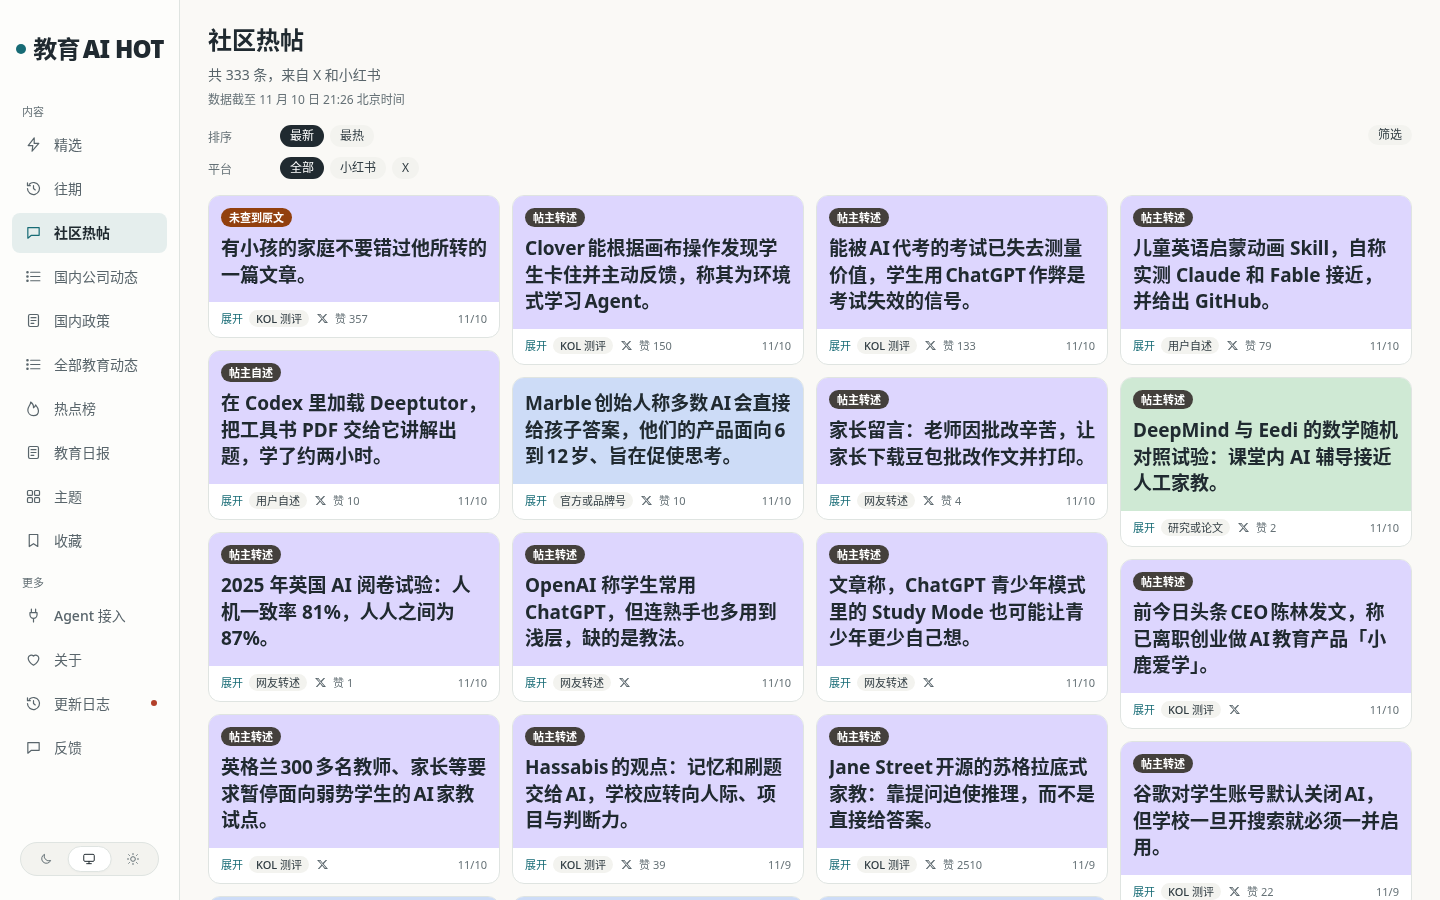 教育 AI HOT
内容
精选
往期
社区热帖
国内公司动态
国内政策
全部教育动态
热点榜
教育日报
主题
收藏
更多
Agent 接入
关于
更新日志
反馈
社区热帖
共 333 条，来自 X 和小红书
数据截至 11 月 10 日 21:26 北京时间
排序
最新
最热
筛选
平台
全部
小红书
X
未查到原文
有小孩的家庭不要错过他所转的
一篇文章。
展开 KOL 测评 赞 357 11/10
帖主自述
在 Codex 里加载 Deeptutor，
把工具书 PDF 交给它讲解出
题，学了约两小时。
展开 用户自述 赞 10 11/10
帖主转述
2025 年英国 AI 阅卷试验：人
机一致率 81%，人人之间为
87%。
展开 网友转述 赞 1 11/10
帖主转述
英格兰 300 多名教师、家长等要
求暂停面向弱势学生的 AI 家教
试点。
展开 KOL 测评 11/10
帖主转述
Clover 能根据画布操作发现学
生卡住并主动反馈，称其为环境
式学习 Agent。
展开 KOL 测评 赞 150 11/10
Marble 创始人称多数 AI 会直接
给孩子答案，他们的产品面向 6
到 12 岁、旨在促使思考。
展开 官方或品牌号 赞 10 11/10
帖主转述
OpenAI 称学生常用
ChatGPT，但连熟手也多用到
浅层，缺的是教法。
展开 网友转述 11/10
帖主转述
Hassabis 的观点：记忆和刷题
交给 AI，学校应转向人际、项
目与判断力。
展开 KOL 测评 赞 39 11/9
帖主转述
能被 AI 代考的考试已失去测量
价值，学生用 ChatGPT 作弊是
考试失效的信号。
展开 KOL 测评 赞 133 11/10
帖主转述
家长留言：老师因批改辛苦，让
家长下载豆包批改作文并打印。
展开 网友转述 赞 4 11/10
帖主转述
文章称，ChatGPT 青少年模式
里的 Study Mode 也可能让青
少年更少自己想。
展开 网友转述 11/10
帖主转述
Jane Street 开源的苏格拉底式
家教：靠提问迫使推理，而不是
直接给答案。
展开 KOL 测评 赞 2510 11/9
帖主转述
儿童英语启蒙动画 Skill，自称
实测 Claude 和 Fable 接近，
并给出 GitHub。
展开 用户自述 赞 79 11/10
帖主转述
DeepMind 与 Eedi 的数学随机
对照试验：课堂内 AI 辅导接近
人工家教。
展开 研究或论文 赞 2 11/10
帖主转述
前今日头条 CEO 陈林发文，称
已离职创业做 AI 教育产品「小
鹿爱学」。
展开 KOL 测评 11/10
帖主转述
谷歌对学生账号默认关闭 AI，
但学校一旦开搜索就必须一并启
用。
展开 KOL 测评 赞 22 11/9